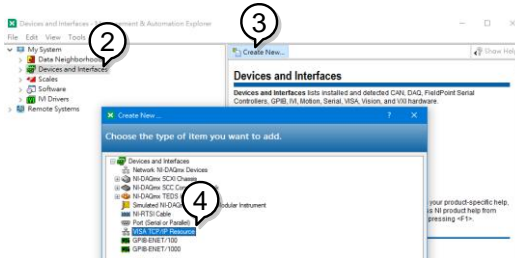 Devices and Interfaces - Management & Automation Explorer
File Edit View Tools
2
3
My System
Data Neighborhood
Devices and Interfaces
Scales
Software
IVI Drivers
Remote Systems
Create New...
Show Help
Devices and Interfaces
Devices and Interfaces lists installed and detected CAN, DAQ, FieldPoint Serial
Controllers, GPIB, IVI, Motion, Serial, VISA, Vision, and VXI hardware.
Create New...
Choose the type of item you want to add.
Devices and Interfaces
Network NI-DAQmx Devices
NI-DAQmx SCXI Chassis
NI-DAQmx SCC
NI-DAQmx TEDS
Simulated NI-DAQ odular Instrument
NI-RTSI Cable
Port (Serial or Parallel)
4
VISA TCP/IP Resource
GPIB-ENET/100
GPIB-ENET/1000
your product-specific help,
s NI product help from
pressing <F1>.